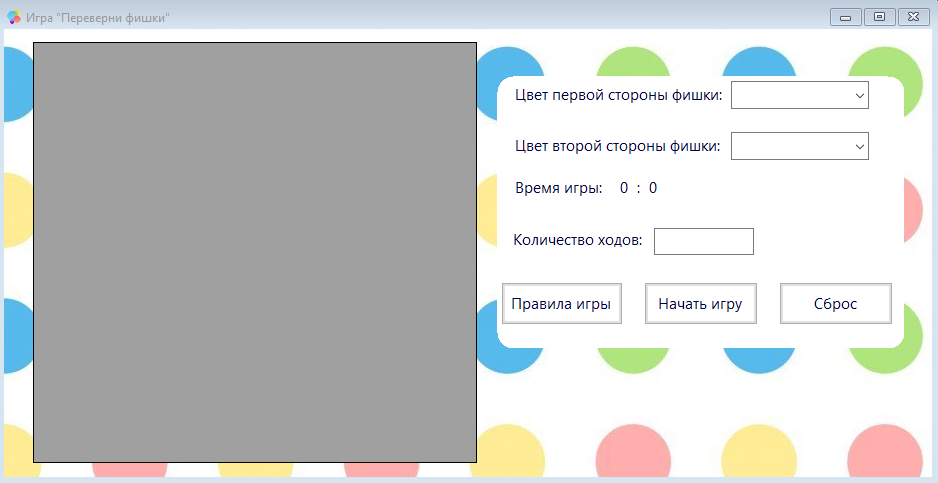 Игра "Переверни фишки"
Цвет первой стороны фишки:
Цвет второй стороны фишки:
Время игры: 0 : 0
Количество ходов:
Правила игры Начать игру Сброс